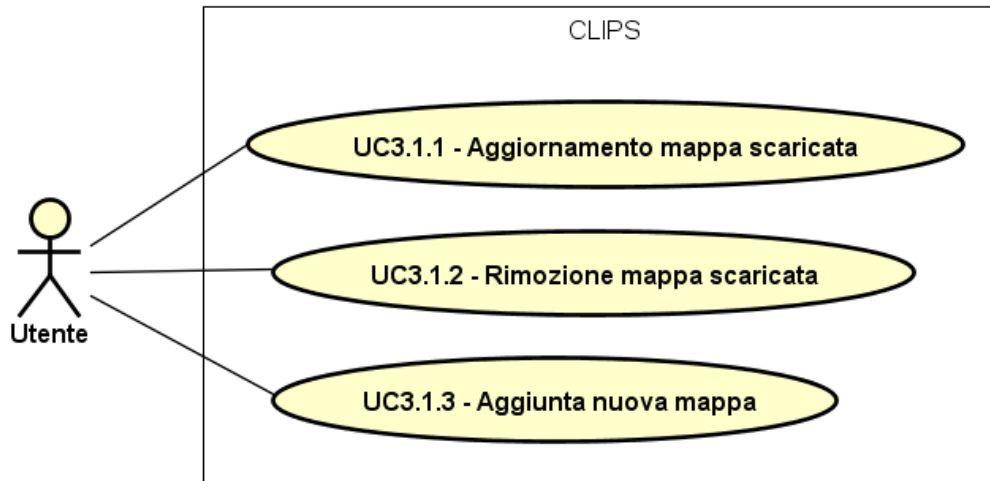 CLIPS
UC3.1.1 - Aggiornamento mappa scaricata
UC3.1.2 - Rimozione mappa scaricata
Utente
UC3.1.3 - Aggiunta nuova mappa